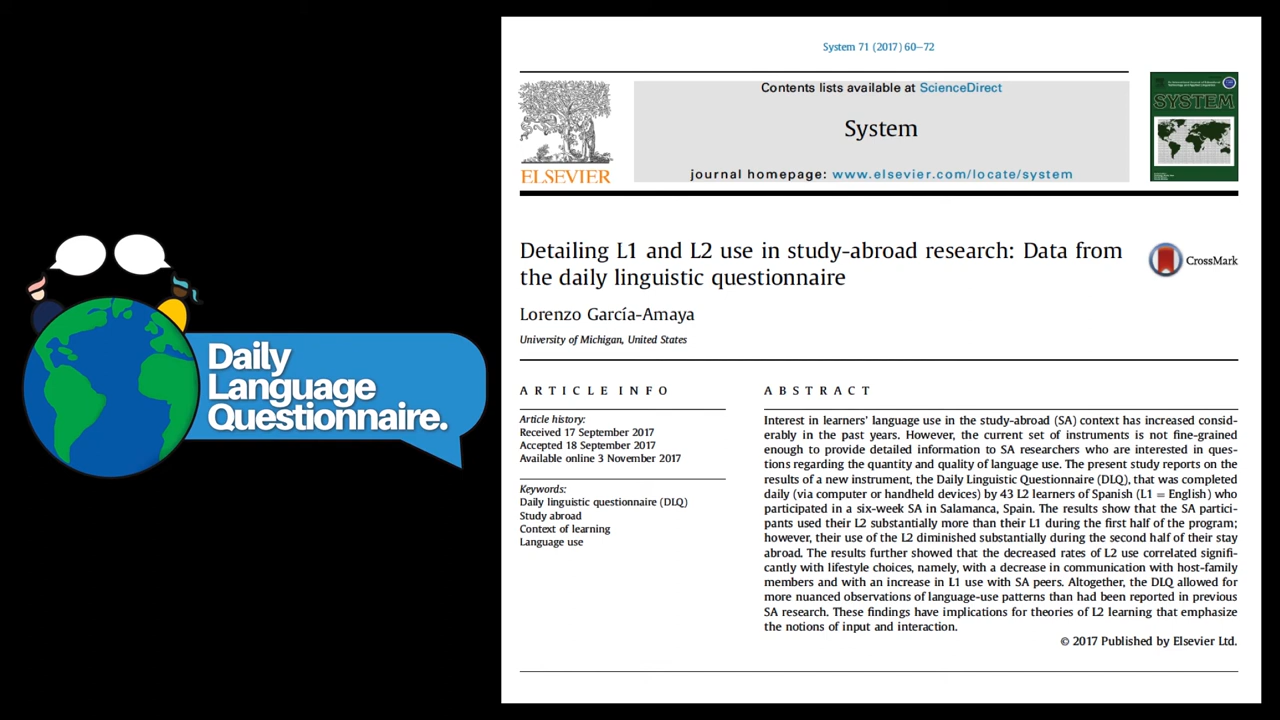 Daily
Language
Questionnaire.
System 71 (2017) 60–72
Contents lists available at ScienceDirect
System
journal homepage: www.elsevier.com/locate/system
ELSEVIER
SYSTEM
Detailing L1 and L2 use in study-abroad research: Data from
the daily linguistic questionnaire
CrossMark
Lorenzo García-Amaya
University of Michigan, United States
ARTICLE INFO
Article history:
Received 17 September 2017
Accepted 18 September 2017
Available online 3 November 2017
Keywords:
Daily linguistic questionnaire (DLQ)
Study abroad
Context of learning
Language use
ABSTRACT
Interest in learners' language use in the study-abroad (SA) context has increased consid-
erably in the past years. However, the current set of instruments is not fine-grained
enough to provide detailed information to SA researchers who are interested in ques-
tions regarding the quantity and quality of language use. The present study reports on the
results of a new instrument, the Daily Linguistic Questionnaire (DLQ), that was completed
daily (via computer or handheld devices) by 43 L2 learners of Spanish (L1 = English) who
participated in a six-week SA in Salamanca, Spain. The results show that the SA partici-
pants used their L2 substantially more than their L1 during the first half of the program;
however, their use of the L2 diminished substantially during the second half of their stay
abroad. The results further showed that the decreased rates of L2 use correlated signifi-
cantly with lifestyle choices, namely, with a decrease in communication with host-family
members and with an increase in L1 use with SA peers. Altogether, the DLQ allowed for
more nuanced observations of language-use patterns than had been reported in previous
SA research. These findings have implications for theories of L2 learning that emphasize
the notions of input and interaction.
© 2017 Published by Elsevier Ltd.